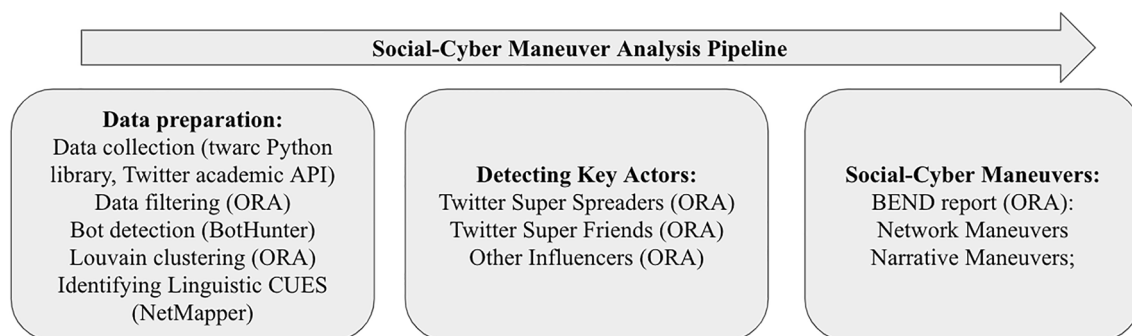 Social-Cyber Maneuver Analysis Pipeline
Data preparation:
Data collection (twarc Python
library, Twitter academic API)
Data filtering (ORA)
Bot detection (BotHunter)
Louvain clustering (ORA)
Identifying Linguistic CUES
(NetMapper)
Detecting Key Actors:
Twitter Super Spreaders (ORA)
Twitter Super Friends (ORA)
Other Influencers (ORA)
Social-Cyber Maneuvers:
BEND report (ORA):
Network Maneuvers
Narrative Maneuvers;